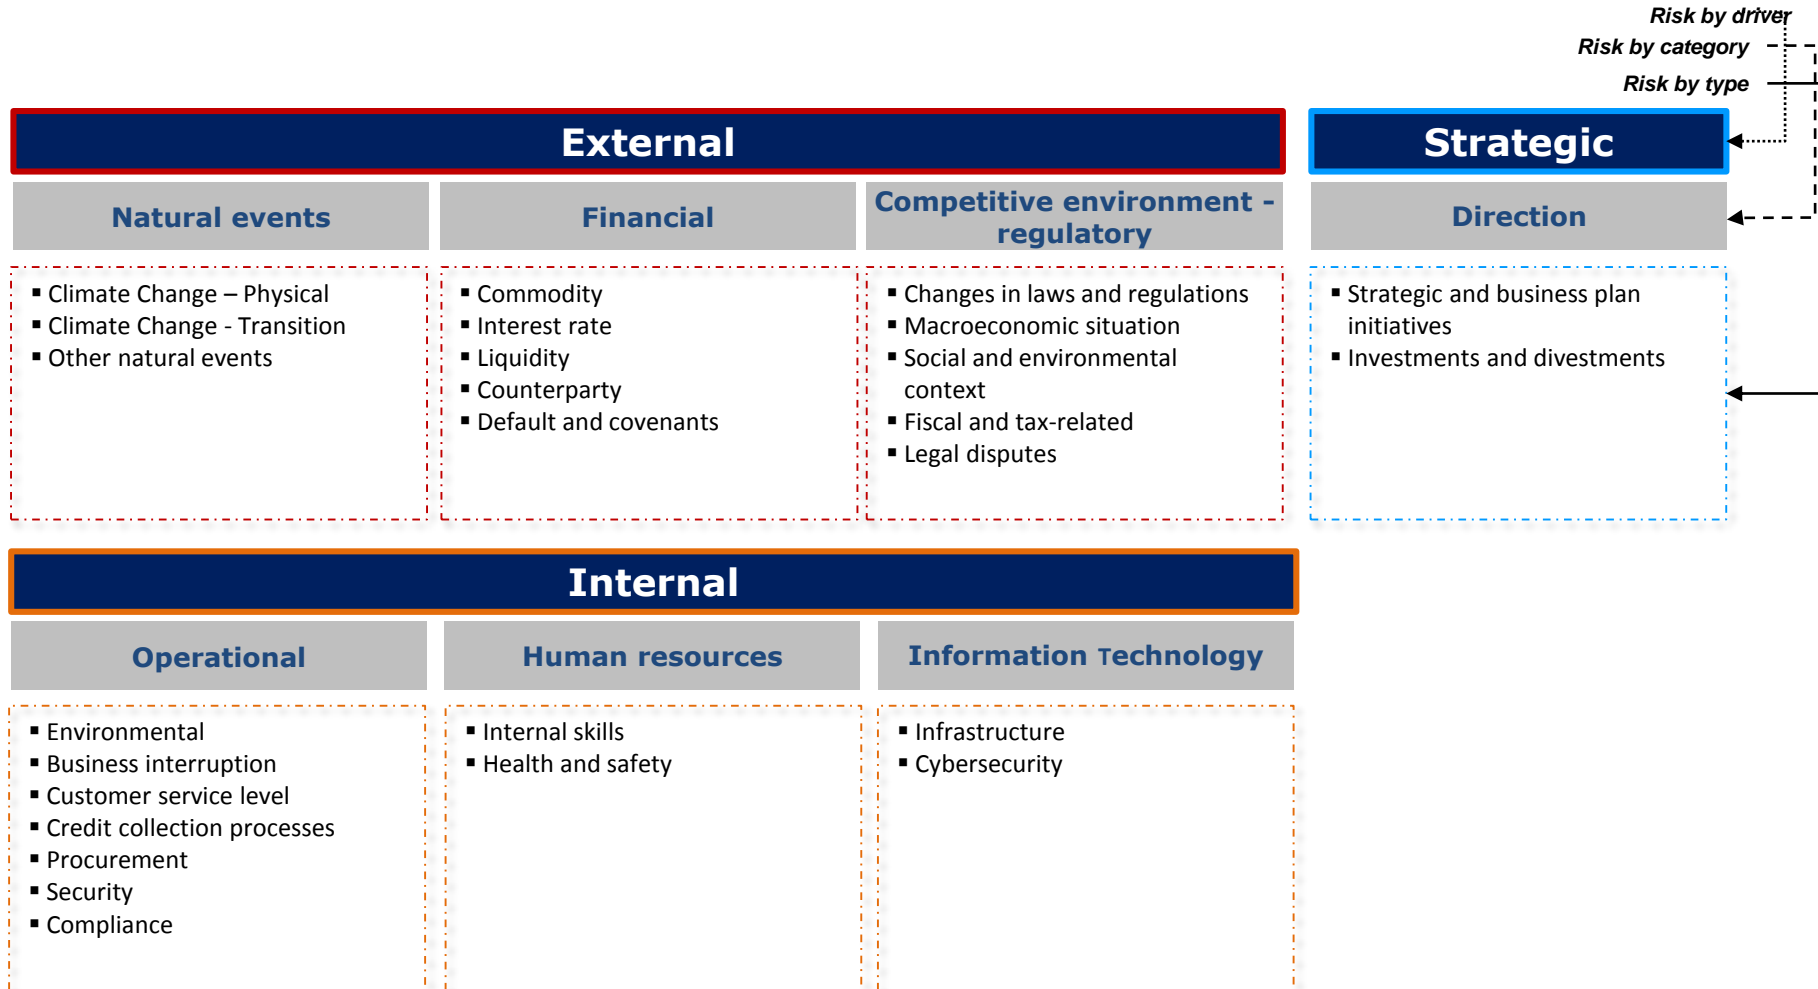 Risk by driver
Risk by category
Risk by type
External
Strategic
Natural events
Financial
Competitive environment -
regulatory
Direction
▪ Climate Change – Physical
▪ Climate Change - Transition
▪ Other natural events
▪ Commodity
▪ Interest rate
▪ Liquidity
▪ Counterparty
▪ Default and covenants
▪ Changes in laws and regulations
▪ Macroeconomic situation
▪ Social and environmental
context
▪ Fiscal and tax-related
▪ Legal disputes
▪ Strategic and business plan
initiatives
▪ Investments and divestments
Internal
Operational
Human resources
Information Technology
▪ Environmental
▪ Business interruption
▪ Customer service level
▪ Credit collection processes
▪ Procurement
▪ Security
▪ Compliance
▪ Internal skills
▪ Health and safety
▪ Infrastructure
▪ Cybersecurity